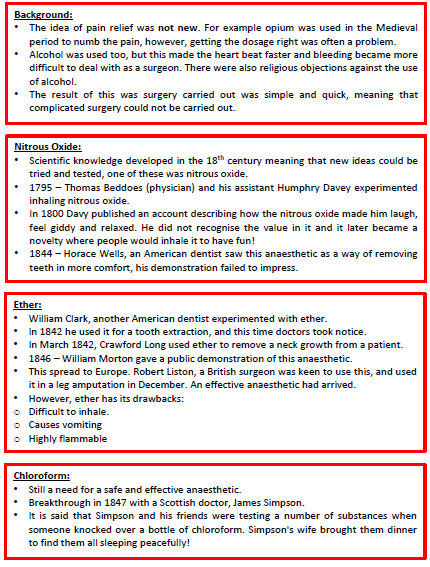 Background:
• The idea of pain relief was not new. For example opium was used in the Medieval
period to numb the pain, however, getting the dosage right was often a problem.
• Alcohol was used too, but this made the heart beat faster and bleeding became more
difficult to deal with as a surgeon. There were also religious objections against the use
of alcohol.
• The result of this was surgery carried out was simple and quick, meaning that
complicated surgery could not be carried out.
Nitrous Oxide:
• Scientific knowledge developed in the 18th century meaning that new ideas could be
tried and tested, one of these was nitrous oxide.
• 1795 – Thomas Beddoes (physician) and his assistant Humphry Davey experimented
inhaling nitrous oxide.
• In 1800 Davy published an account describing how the nitrous oxide made him laugh,
feel giddy and relaxed. He did not recognise the value in it and it later became a
novelty where people would inhale it to have fun!
• 1844 – Horace Wells, an American dentist saw this anaesthetic as a way of removing
teeth in more comfort, his demonstration failed to impress.
Ether:
• William Clark, another American dentist experimented with ether.
• In 1842 he used it for a tooth extraction, and this time doctors took notice.
• In March 1842, Crawford Long used ether to remove a neck growth from a patient.
• 1846 – William Morton gave a public demonstration of this anaesthetic.
• This spread to Europe. Robert Liston, a British surgeon was keen to use this, and used
it in a leg amputation in December. An effective anaesthetic had arrived.
• However, ether has its drawbacks:
o Difficult to inhale.
o Causes vomiting
o Highly flammable
Chloroform:
• Still a need for a safe and effective anaesthetic.
• Breakthrough in 1847 with a Scottish doctor, James Simpson.
• It is said that Simpson and his friends were testing a number of substances when
someone knocked over a bottle of chloroform. Simpson's wife brought them dinner
to find them all sleeping peacefully!